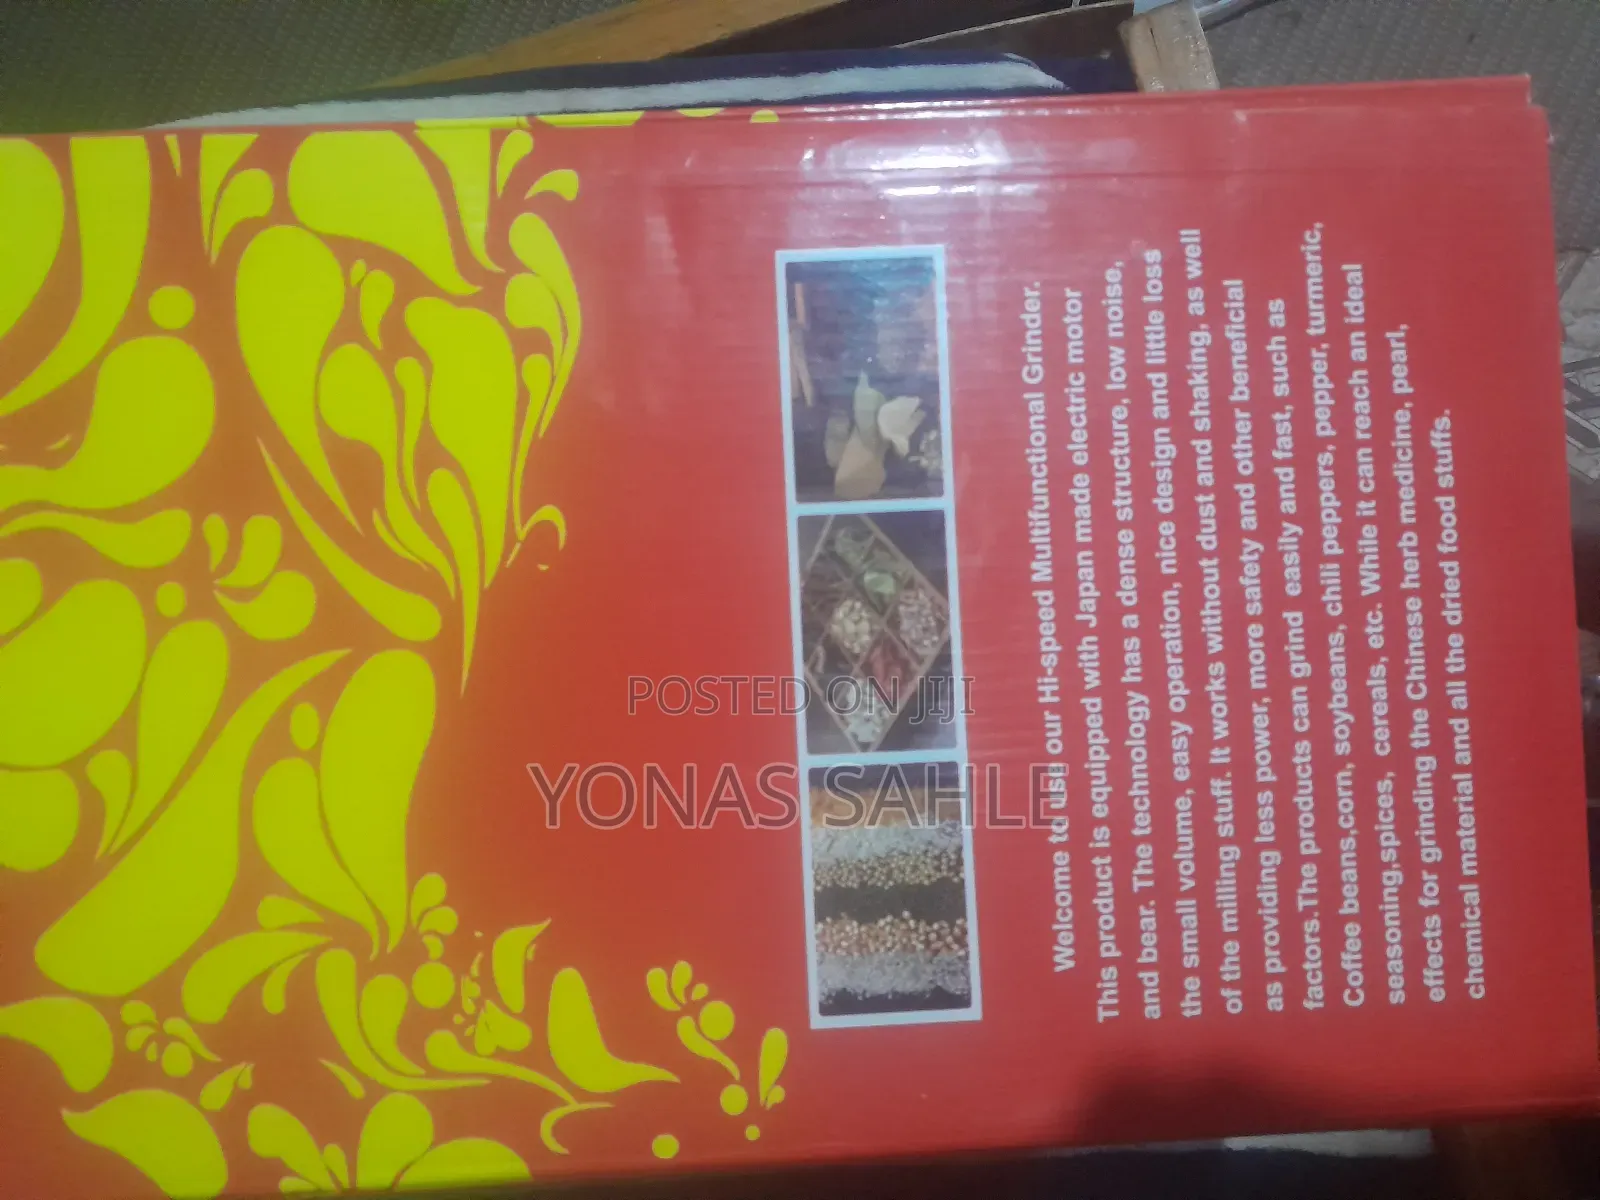 Welcome to use our Hi-speed Multifunctional Grinder.
This product is equipped with Japan made electric motor
and bear. The technology has a dense structure, low noise,
the small volume, easy operation, nice design and little loss
of the milling stuff. It works without dust and shaking, as well
as providing less power, more safety and other beneficial
factors.The products can grind easily and fast, such as
Coffee beans,corn, soybeans, chili peppers, pepper, turmeric,
seasoning,spices, cereals, etc. While it can reach an ideal
effects for grinding the Chinese herb medicine, pearl,
chemical material and all the dried food stuffs.
POSTED ON JIJI
YONAS SAHLE